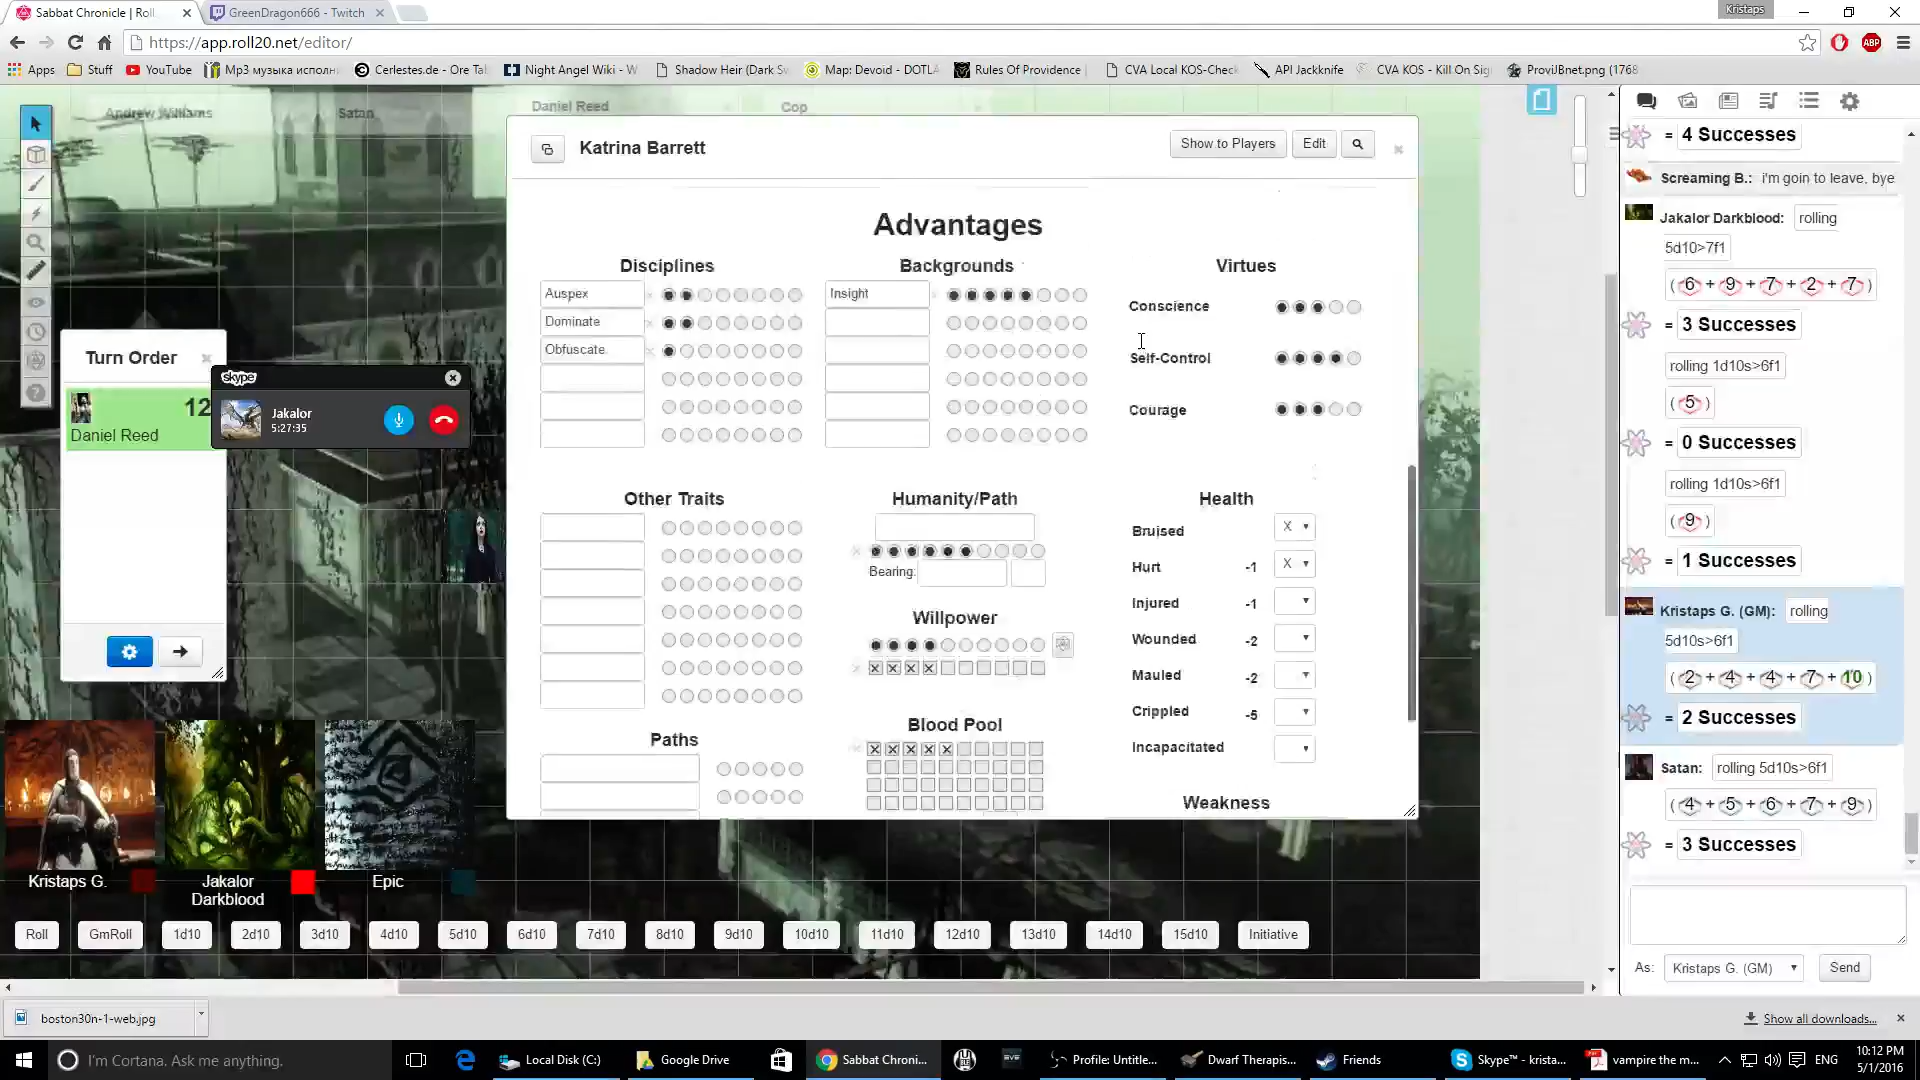 Sabbat Chronicle | Roll
GreenDragon666 - Twitch
Kristaps
https://app.roll20.net/editor/
Apps
Stuff
YouTube
Mp3 музыка исполн
Cerlestes.de - Ore Tab
Night Angel Wiki - W
Shadow Heir (Dark S
Map: Devoid - DOTLA
Rules Of Providence
CVA Local KOS-Check
API Jackknife
CVA KOS - Kill On Sig
ProviJBnet.png (1768
Andrew Williams
Satan
Daniel Reed
Cop
Katrina Barrett
Show to Players
Edit
Advantages
Disciplines
Backgrounds
Virtues
Auspex
Insight
Conscience
Dominate
Obfuscate
Self-Control
Courage
Other Traits
Humanity/Path
Health
Bruised X
Hurt -1 X
Bearing:
Injured -1
Willpower
Wounded -2
Mauled -2
Crippled -5
Blood Pool
Paths
Incapacitated
Weakness
Turn Order
12
Daniel Reed
skype
Jakalor
5:27:35
Kristaps G.
Jakalor
Darkblood
Epic
Roll
GmRoll
1d10
2d10
3d10
4d10
5d10
6d10
7d10
8d10
9d10
10d10
11d10
12d10
13d10
14d10
15d10
Initiative
= 4 Successes
Screaming B.: i'm goin to leave, bye
Jakalor Darkblood: rolling
5d10>7f1
(6+9+7+2+7)
= 3 Successes
rolling 1d10s>6f1
(5)
= 0 Successes
rolling 1d10s>6f1
(9)
= 1 Successes
Kristaps G. (GM): rolling
5d10s>6f1
(2+4+4+7+10)
= 2 Successes
Satan: rolling 5d10s>6f1
(4+5+6+7+9)
= 3 Successes
As: Kristaps G. (GM)
Send
boston30n-1-web.jpg
Show all downloads...
I'm Cortana. Ask me anything.
Local Disk (C:)
Google Drive
Sabbat Chroni...
EVE
Profile: Untitle...
Dwarf Therapis...
Friends
Skype™ - krista...
vampire the m...
ENG
10:12 PM
5/1/2016